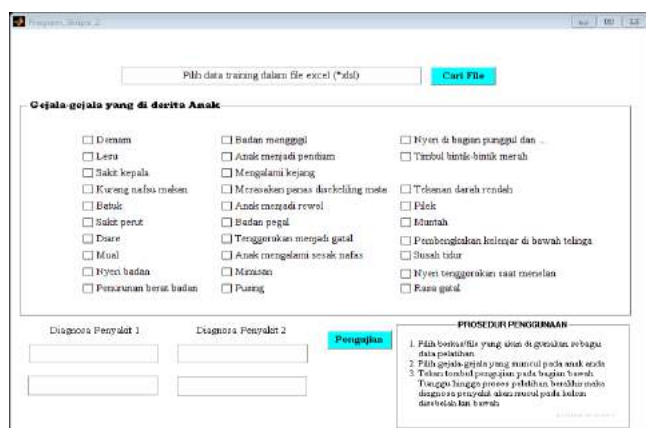 Program_Skripsi_2
Pilih data training dalam file excel (*xlsl)
Cari File
Gejala-gejala yang di derita Anak
Demam
Lesu
Sakit kepala
Kurang nafsu makan
Batuk
Sakit perut
Diare
Mual
Nyeri badan
Penurunan berat badan
Badan menggigil
Anak menjadi pendiam
Mengalami kejang
Merasakan panas disekeliling mata
Anak menjadi rewel
Badan pegal
Tenggorokan menjadi gatal
Anak mengalami sesak nafas
Mimisan
Pusing
Nyeri di bagian punggul dan ...
Timbul bintik-bintik merah
Tekanan darah rendah
Pilek
Muntah
Pembengkakan kelenjar di bawah telinga
Susah tidur
Nyeri tenggorokan saat menelan
Rasa gatal
Diagnosa Penyakit 1
Diagnosa Penyakit 2
Pengujian
PROSEDUR PENGGUNAAN
1. Pilih berkas/file yang akan di gunakan sebagai
data pelatihan
2. Pilih gejala-gejala yang muncul pada anak anda
3. Tekan tombol pengujian pada bagian bawah
Tunggu hingga proses pelatihan berakhir maka
diagnosa penyakit akan muncul pada kolom
disebelah kiri bawah